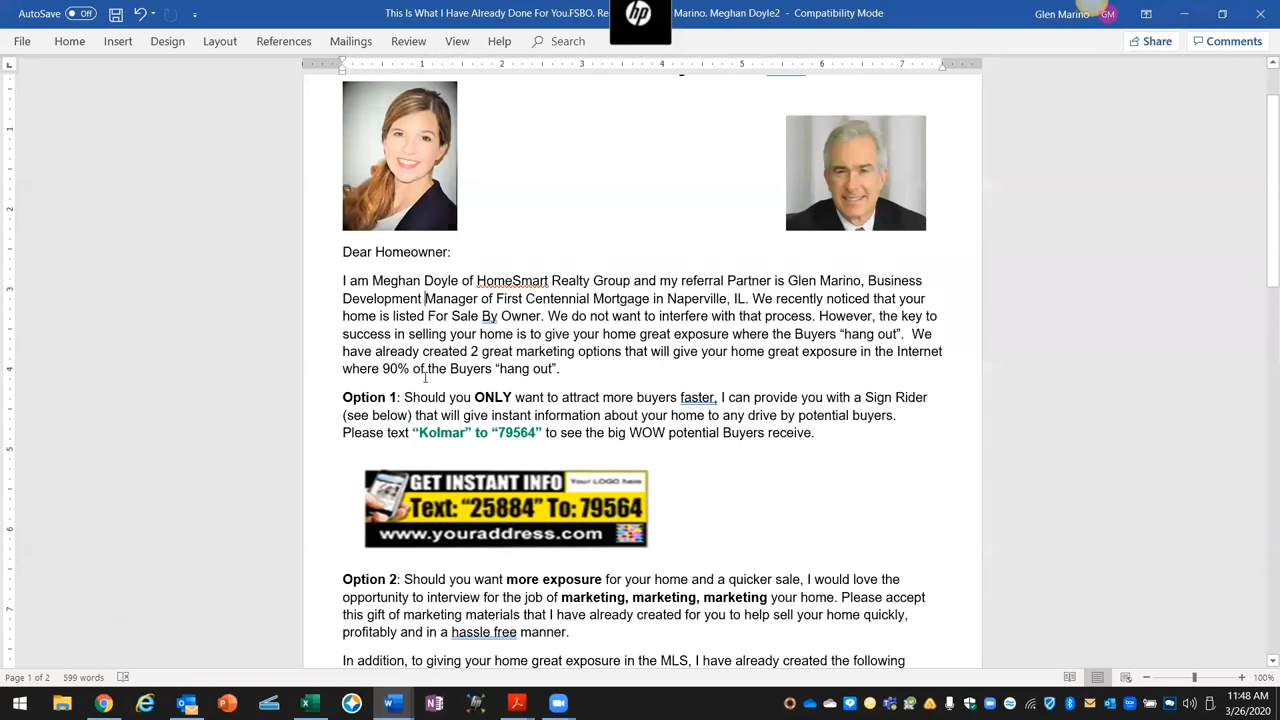 AutoSave Off
This Is What I Have Done For You.FSBO. Re
Marino. Meghan Doyle2 - Compatibility Mode
Glen Marino GM
File Home Insert Draw Design Layout References Mailings Review View Help Search
Share Comments
hp
Dear Homeowner:
I am Meghan Doyle of HomeSmart Realty Group and my referral Partner is Glen Marino, Business
Development Manager of First Centennial Mortgage in Naperville, IL. We recently noticed that your
home is listed For Sale By Owner. We do not want to interfere with that process. However, the key to
success in selling your home is to give your home great exposure where the Buyers “hang out”. We
have already created 2 great marketing options that will give your home great exposure in the Internet
where 90% of the Buyers “hang out”.
Option 1: Should you ONLY want to attract more buyers faster, I can provide you with a Sign Rider
(see below) that will give instant information about your home to any drive by potential buyers.
Please text “Kolmar” to “79564” to see the big WOW potential Buyers receive.
GET INSTANT INFO Your LOGO here
Text: “25884” To: 79564
www.youraddress.com
Option 2: Should you want more exposure for your home and a quicker sale, I would love the
opportunity to interview for the job of marketing, marketing, marketing your home. Please accept
this gift of marketing materials that I have already created for you to help sell your home quickly,
profitably and in a hassle free manner.
In addition, to giving your home great exposure in the MLS, I have already created the following
Page 1 of 2 599 words
100%
11:48 AM
3/26/2020